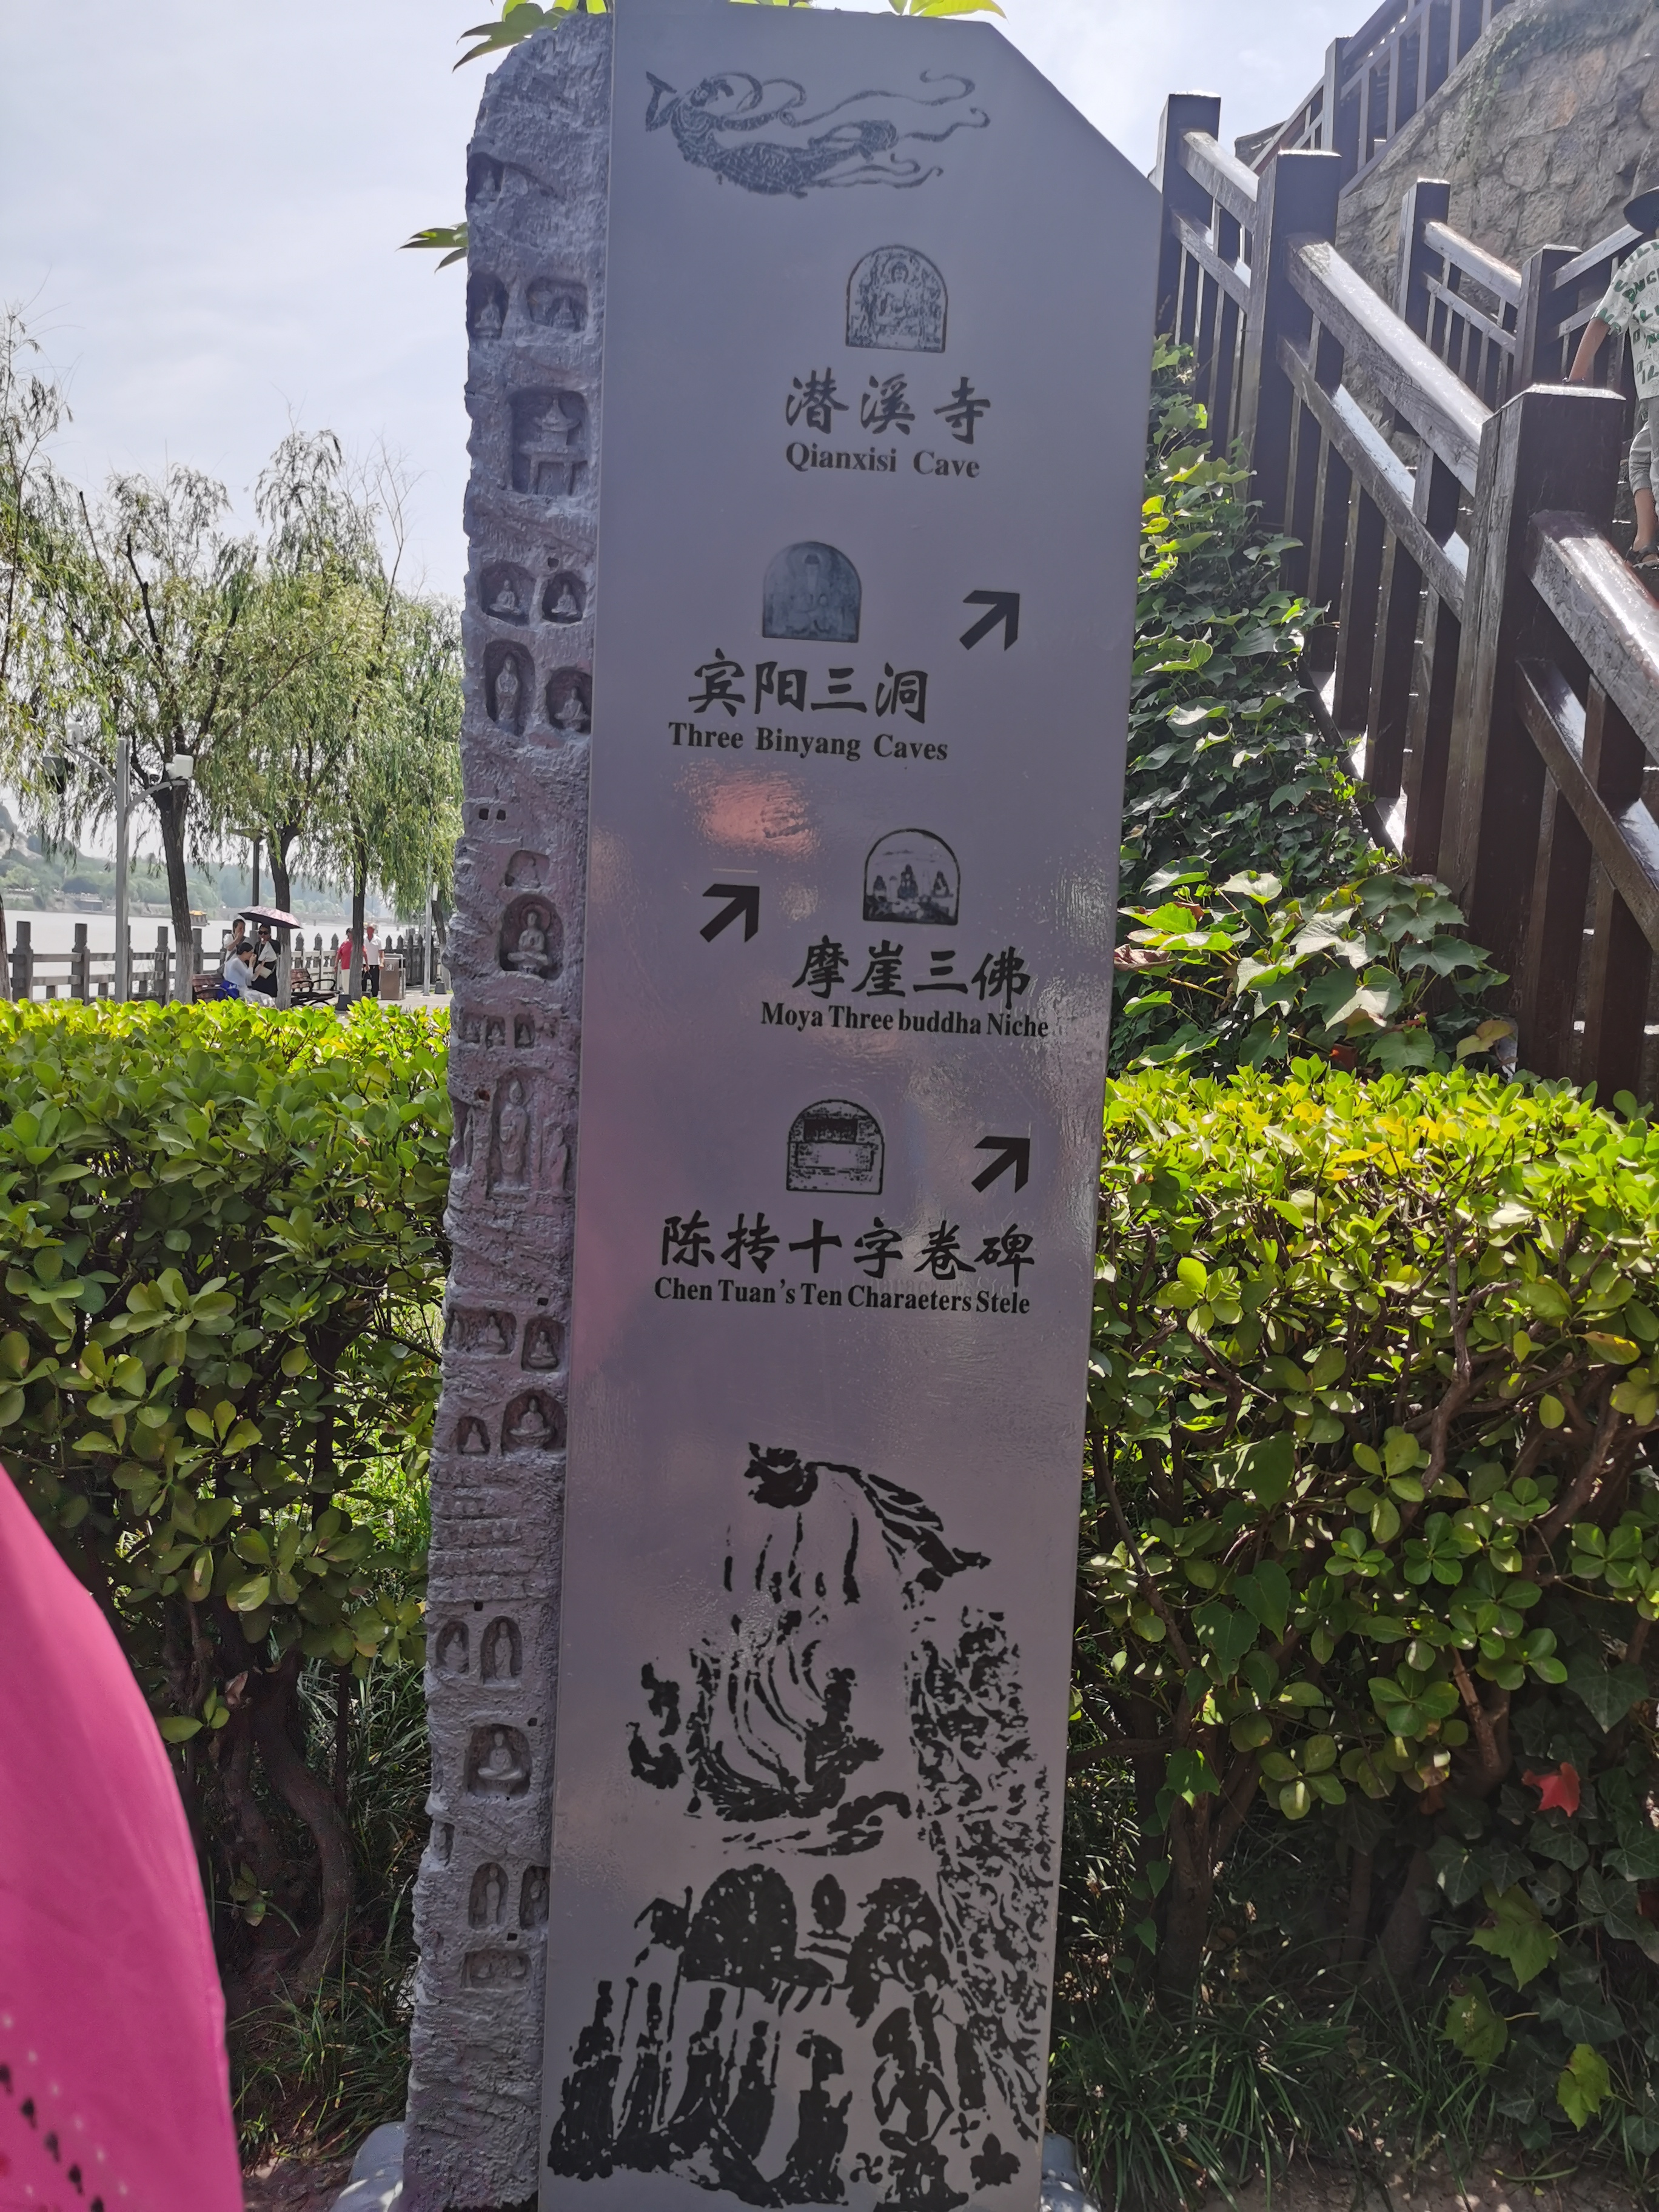 潜溪寺
Qianxisi Cave
宾阳三洞
Three Binyang Caves
摩崖三佛
Moya Three buddha Niche
陈抟十字卷碑
Chen Tuan's Ten Charaeters Stele